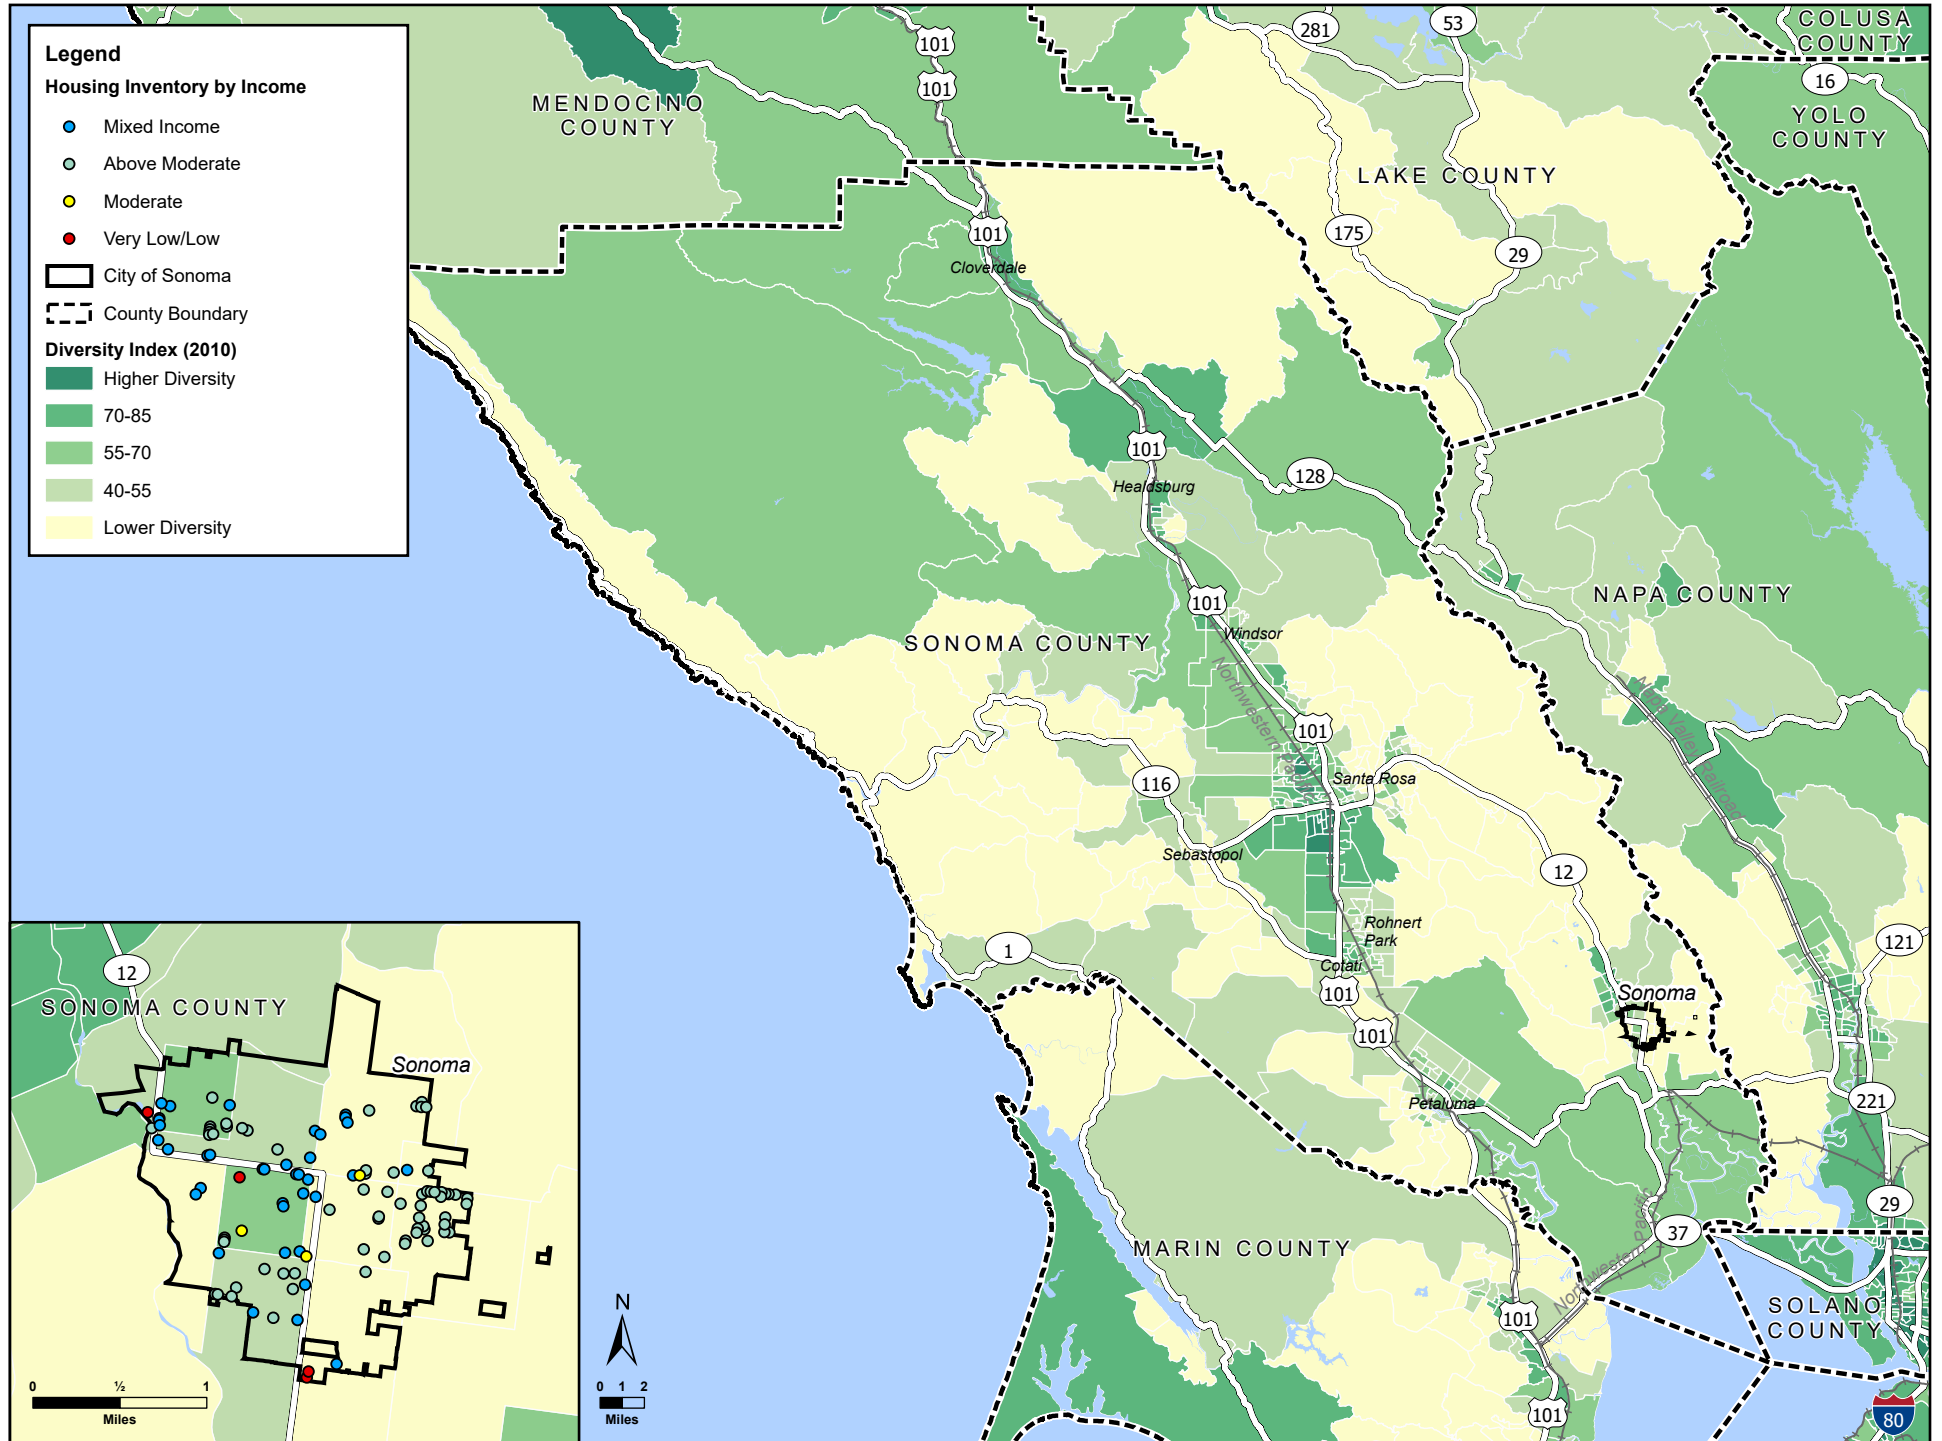 Legend
Housing Inventory by Income
Mixed Income
Above Moderate
Moderate
Very Low/Low
City of Sonoma
County Boundary
Diversity Index (2010)
Higher Diversity
70-85
55-70
40-55
Lower Diversity
COLUSA
COUNTY
281
53
101
101
16
YOLO
COUNTY
MENDOCINO
COUNTY
LAKE COUNTY
175
29
101
Cloverdale
101
128
Healdsburg
NAPA COUNTY
101
Windsor
SONOMA COUNTY
Northwestern Pacific
Napa Valley Railroad
101
Santa Rosa
116
Sebastopol
12
Rohnert
Park
121
1
Cotati
101
Sonoma
101
Petaluma
221
29
Northwestern Pacific
37
MARIN COUNTY
SOLANO
COUNTY
101
101
80
12
SONOMA COUNTY
Sonoma
0 ½ 1
Miles
N
0 1 2
Miles